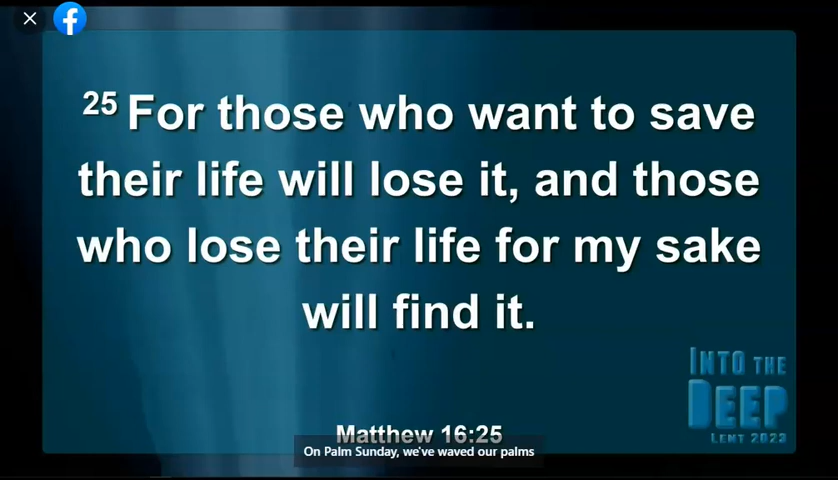 25 For those who want to save
their life will lose it, and those
who lose their life for my sake
will find it.
INTO THE
DEEP
LENT 2023
Matthew 16:25
On Palm Sunday, we've waved our palms